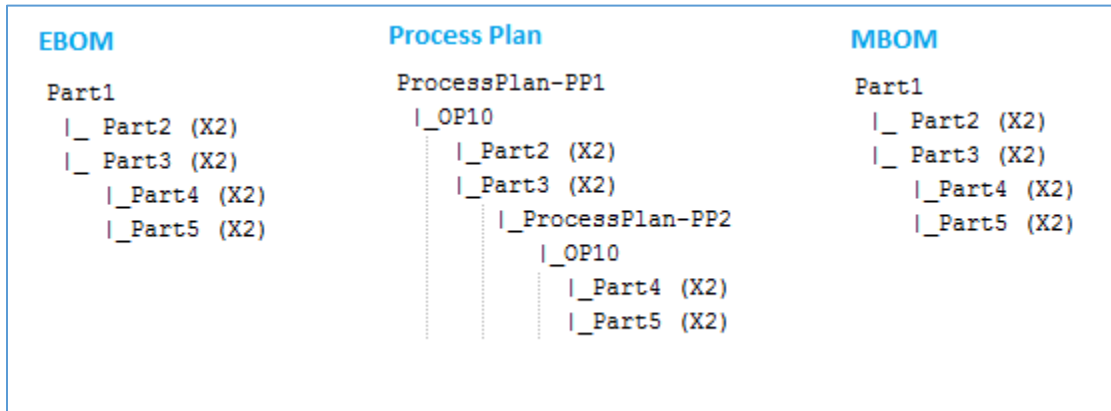 EBOM
Part1
|_ Part2 (X2)
|_ Part3 (X2)
|_Part4 (X2)
|_Part5 (X2)
Process Plan
ProcessPlan-PP1
|_OP10
|_Part2 (X2)
|_Part3 (X2)
|_ProcessPlan-PP2
|_OP10
|_Part4 (X2)
|_Part5 (X2)
MBOM
Part1
|_ Part2 (X2)
|_ Part3 (X2)
|_Part4 (X2)
|_Part5 (X2)